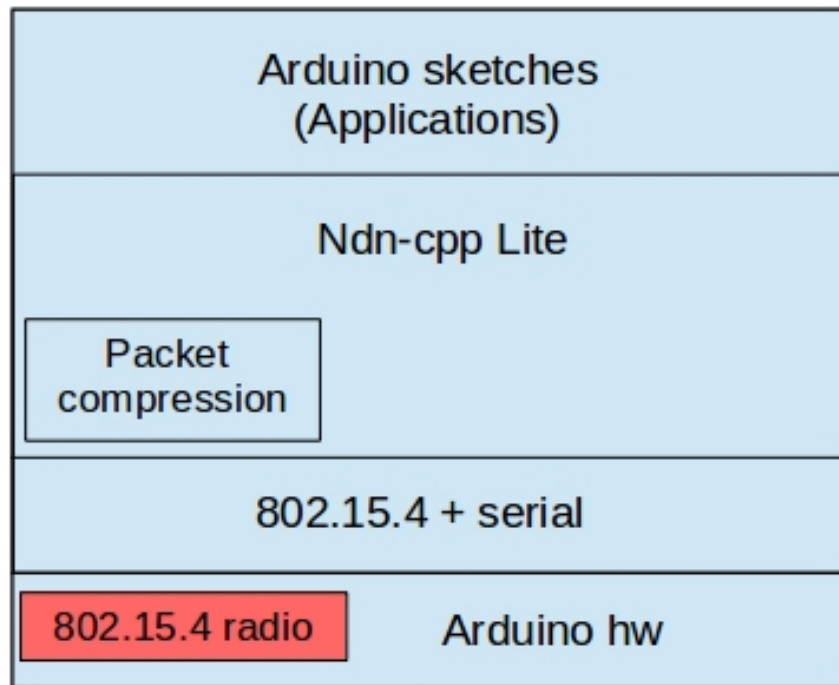 Arduino sketches
(Applications)
Ndn-cpp Lite
Packet
compression
802.15.4 + serial
802.15.4 radio
Arduino hw